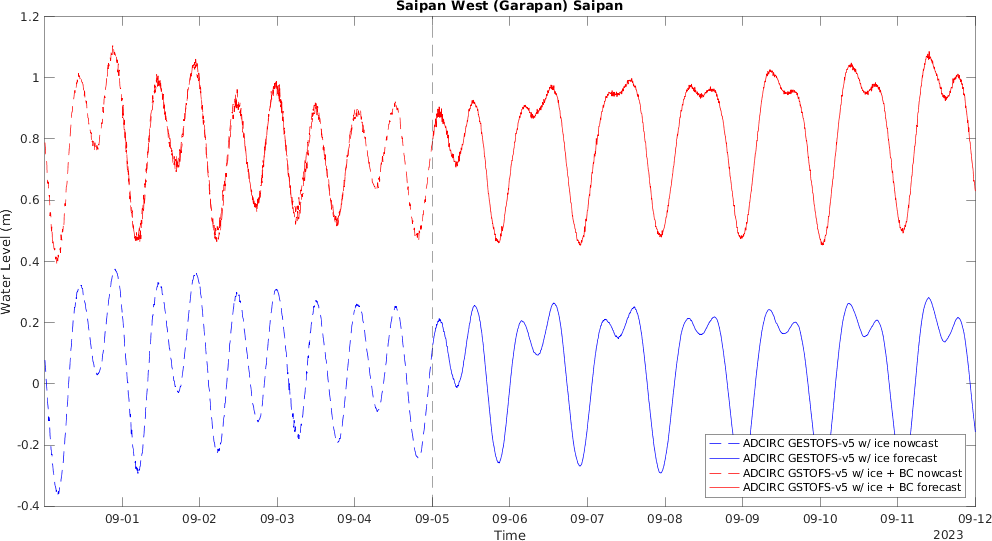 Saipan West (Garapan) Saipan
1.2
1
0.8
0.6
0.4
0.2
0
-0.2
-0.4
Water Level (m)
ADCIRC GESTOFS-v5 w/ ice nowcast
ADCIRC GESTOFS-v5 w/ ice forecast
ADCIRC GSTOFS-v5 w/ ice + BC nowcast
ADCIRC GSTOFS-v5 w/ ice + BC forecast
09-01 09-02 09-03 09-04 09-05 09-06 09-07 09-08 09-09 09-10 09-11 09-12
Time
2023